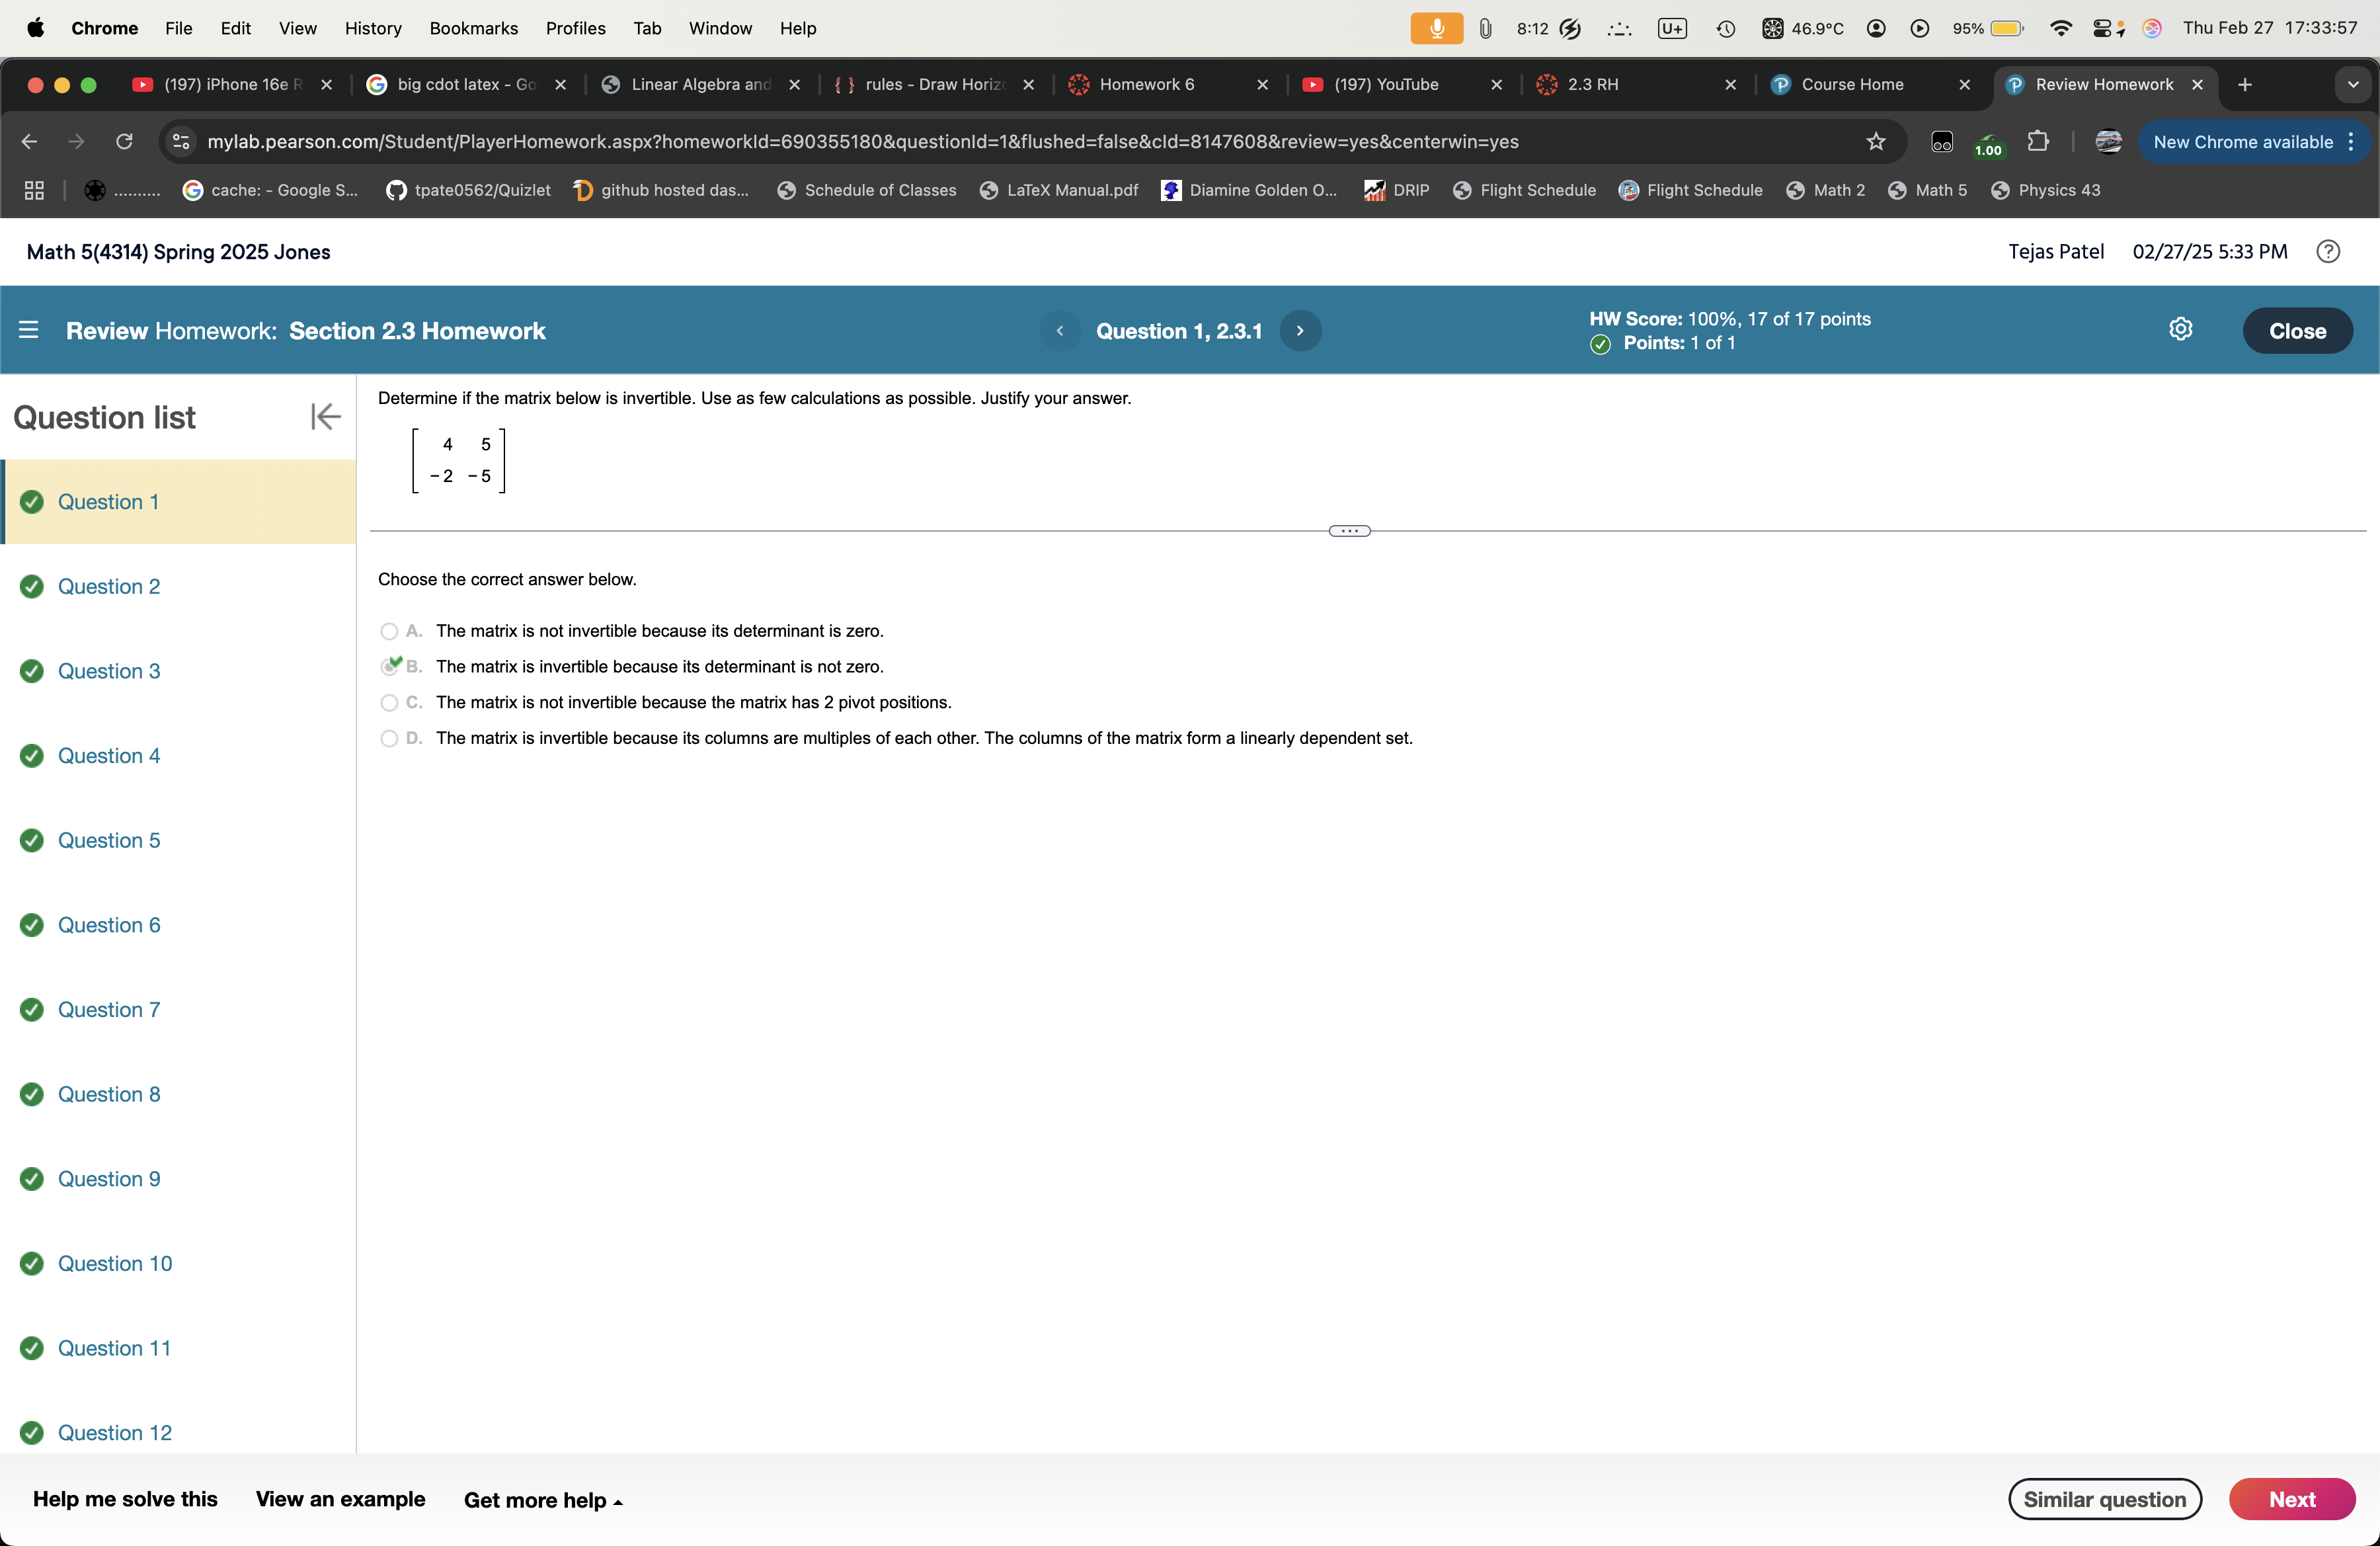 Chrome File Edit View History Bookmarks Profiles Tab Window Help 8:12 U+ 46.9°C 95% Thu Feb 27 17:33:57
(197) iPhone 16e R big cdot latex - Go Linear Algebra and { } rules - Draw Horizo Homework 6 (197) YouTube 2.3 RH Course Home Review Homework
mylab.pearson.com/Student/PlayerHomework.aspx?homeworkId=690355180&questionId=1&flushed=false&cId=8147608&review=yes&centerwin=yes 1.00 New Chrome available
.......... cache: - Google S... tpate0562/Quizlet github hosted das... Schedule of Classes LaTeX Manual.pdf Diamine Golden O... DRIP Flight Schedule Flight Schedule Math 2 Math 5 Physics 43
Math 5(4314) Spring 2025 Jones Tejas Patel 02/27/25 5:33 PM ?
Review Homework: Section 2.3 Homework Question 1, 2.3.1 HW Score: 100%, 17 of 17 points
Points: 1 of 1
Close
Question list
Question 1
Question 2
Question 3
Question 4
Question 5
Question 6
Question 7
Question 8
Question 9
Question 10
Question 11
Question 12
Determine if the matrix below is invertible. Use as few calculations as possible. Justify your answer.
4 5
-2 -5
Choose the correct answer below.
A. The matrix is not invertible because its determinant is zero.
B. The matrix is invertible because its determinant is not zero.
C. The matrix is not invertible because the matrix has 2 pivot positions.
D. The matrix is invertible because its columns are multiples of each other. The columns of the matrix form a linearly dependent set.
Help me solve this View an example Get more help Similar question Next